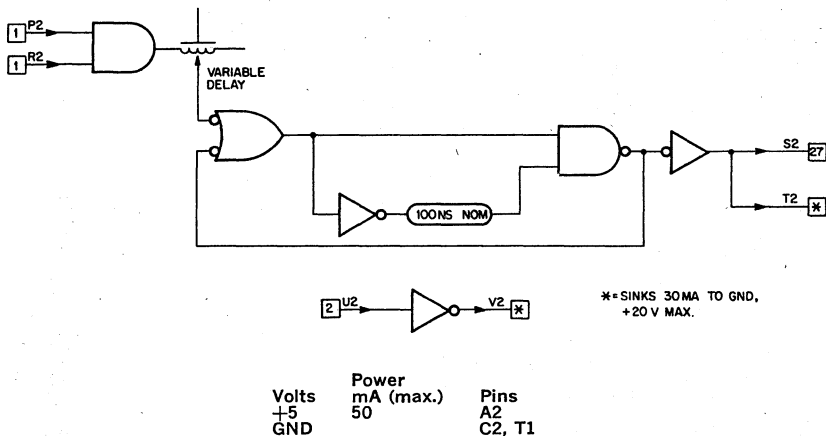 1 P2
1 R2
VARIABLE
DELAY
100NS NOM
S2 27
T2 *
2 U2 V2 *
*=SINKS 30MA TO GND,
+20V MAX.
Power
Volts mA (max.) Pins
+5 50 A2
GND C2, T1